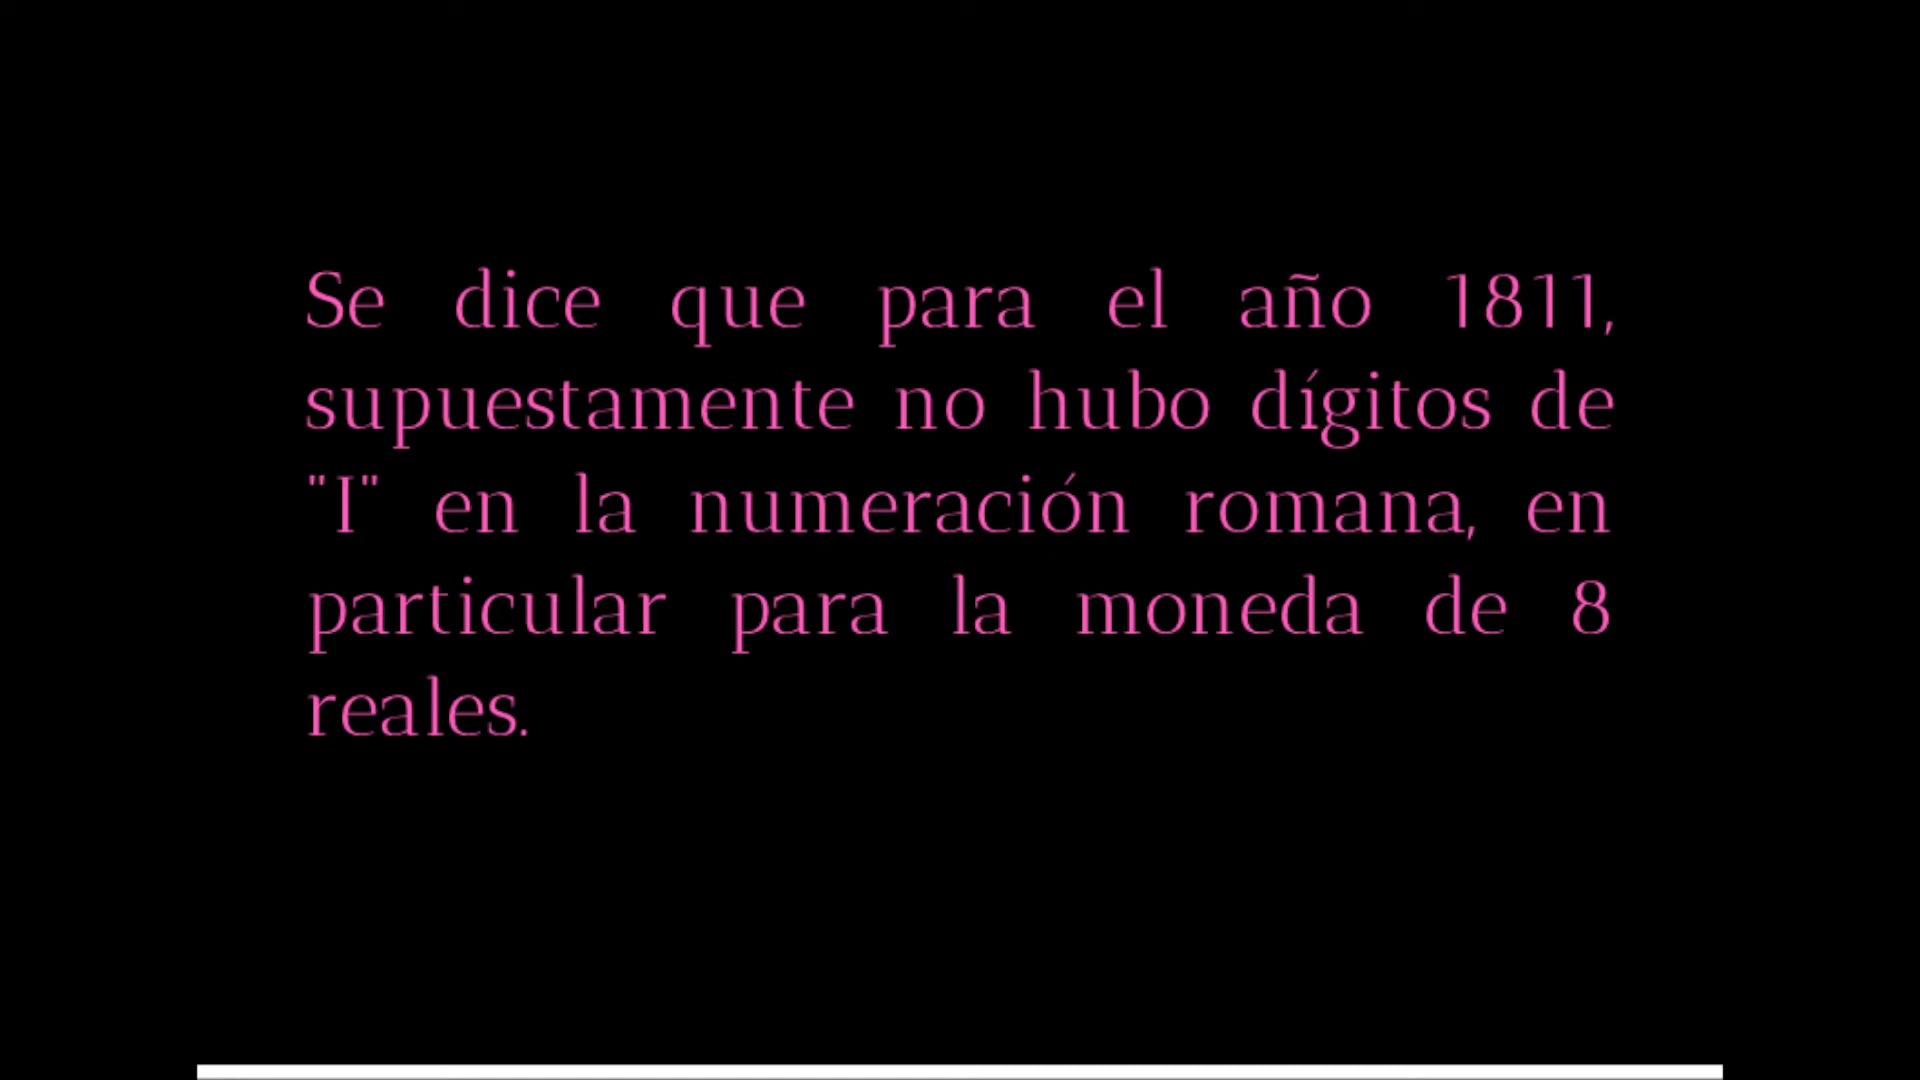 Se dice que para el año 1811,
supuestamente no hubo dígitos de
"I" en la numeración romana, en
particular para la moneda de 8
reales.